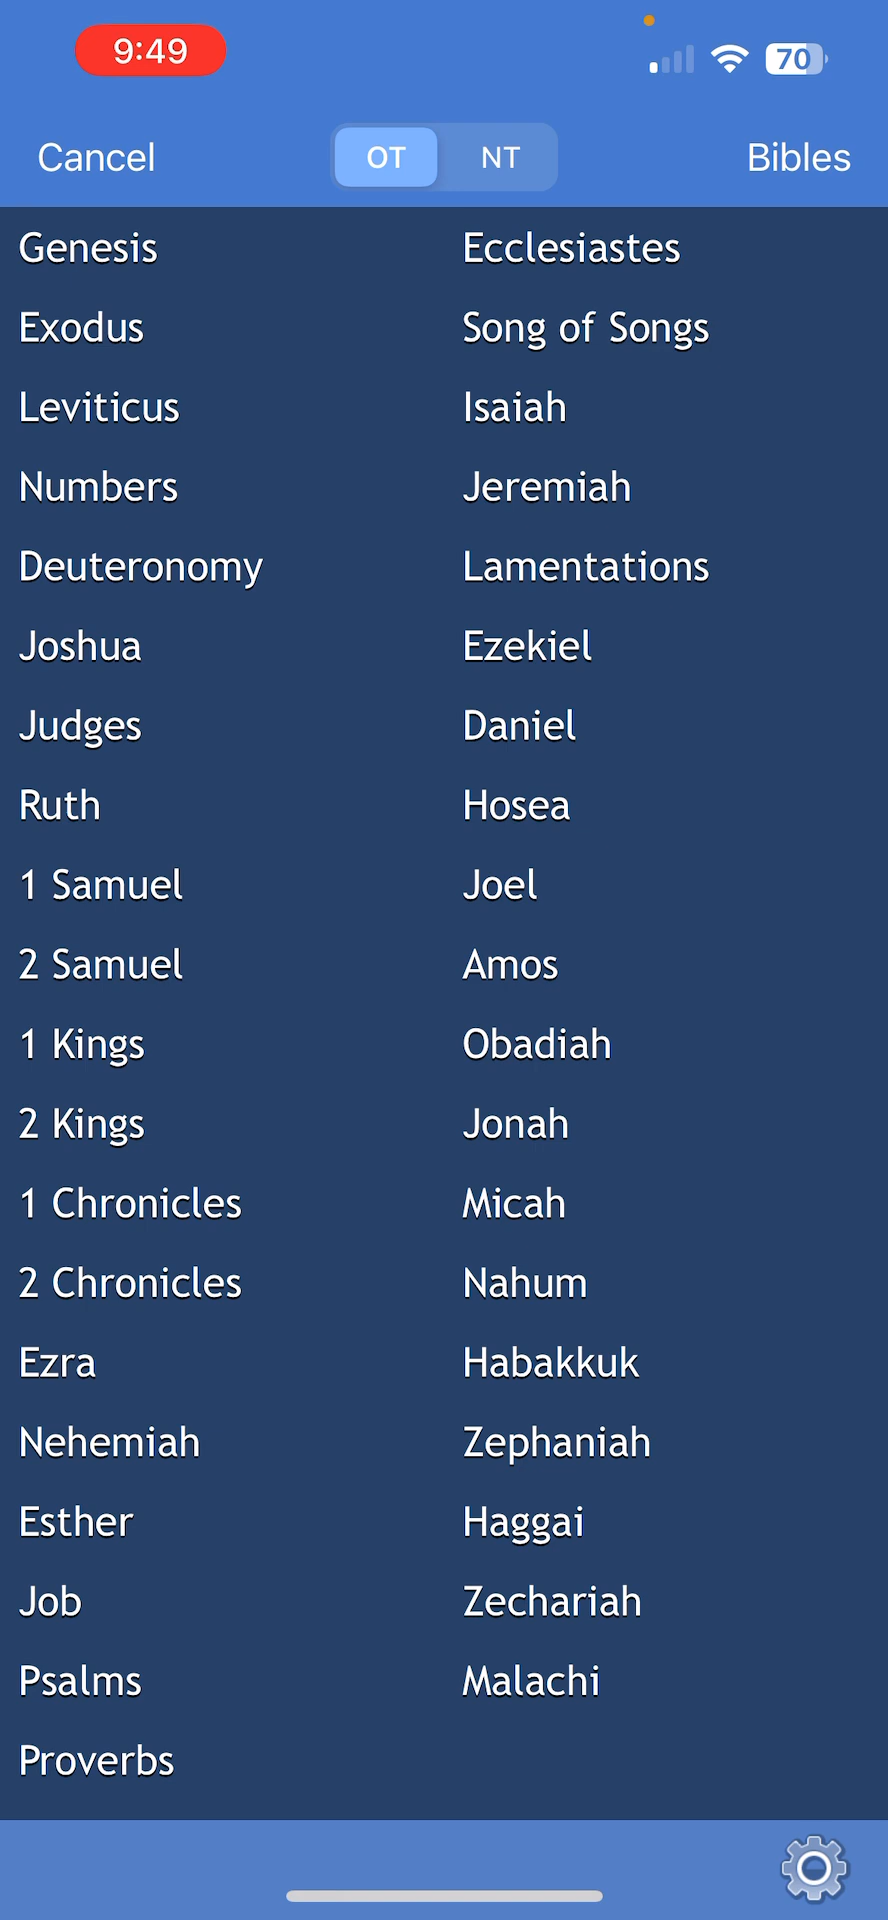 9:49
70
Cancel
OT
NT
Bibles
Genesis
Exodus
Leviticus
Numbers
Deuteronomy
Joshua
Judges
Ruth
1 Samuel
2 Samuel
1 Kings
2 Kings
1 Chronicles
2 Chronicles
Ezra
Nehemiah
Esther
Job
Psalms
Proverbs
Ecclesiastes
Song of Songs
Isaiah
Jeremiah
Lamentations
Ezekiel
Daniel
Hosea
Joel
Amos
Obadiah
Jonah
Micah
Nahum
Habakkuk
Zephaniah
Haggai
Zechariah
Malachi